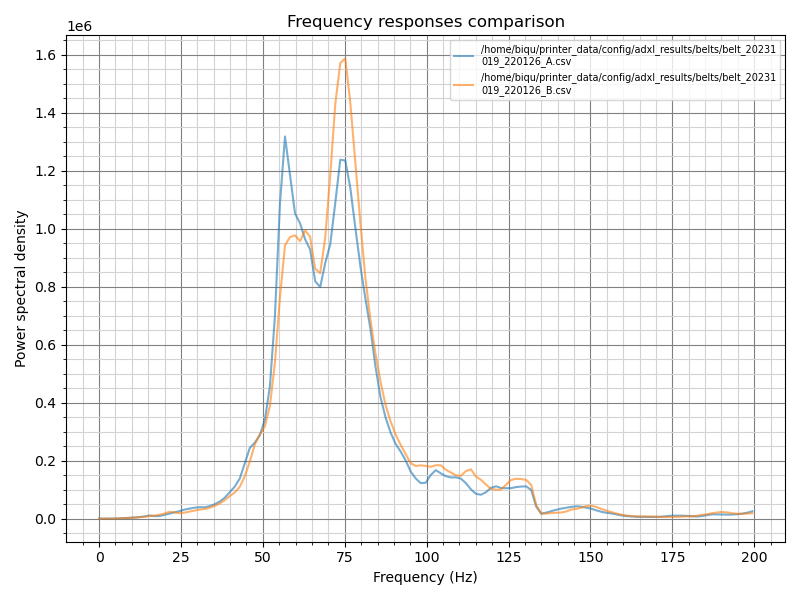 Frequency responses comparison
1e6
/home/biqu/printer_data/config/adxl_results/belts/belt_20231
019_220126_A.csv
/home/biqu/printer_data/config/adxl_results/belts/belt_20231
019_220126_B.csv
1.6
1.4
1.2
1.0
0.8
0.6
0.4
0.2
0.0
Power spectral density
0 25 50 75 100 125 150 175 200
Frequency (Hz)